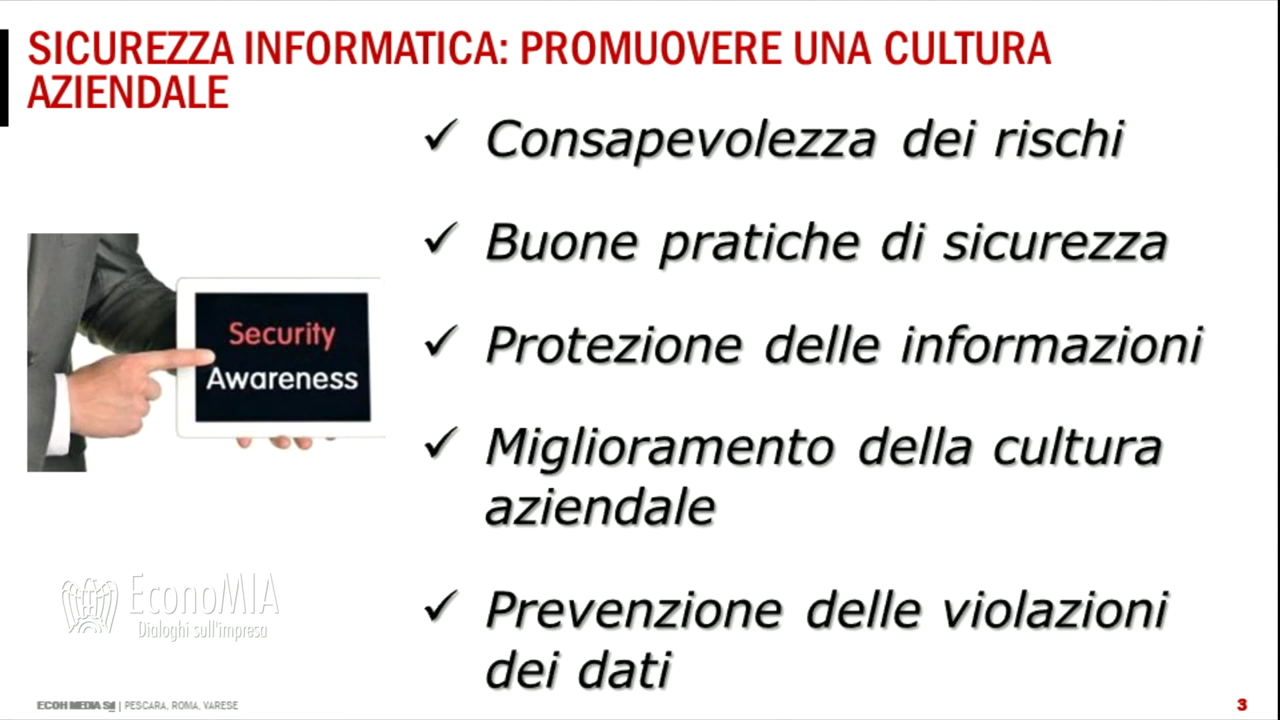 SICUREZZA INFORMATICA: PROMUOVERE UNA CULTURA
AZIENDALE
✓ Consapevolezza dei rischi
✓ Buone pratiche di sicurezza
✓ Protezione delle informazioni
✓ Miglioramento della cultura
aziendale
✓ Prevenzione delle violazioni
dei dati
Security
Awareness
EconoMIA
Dialoghi sull'impresa
ECOH MEDIA Srl | PESCARA, ROMA, VARESE
3